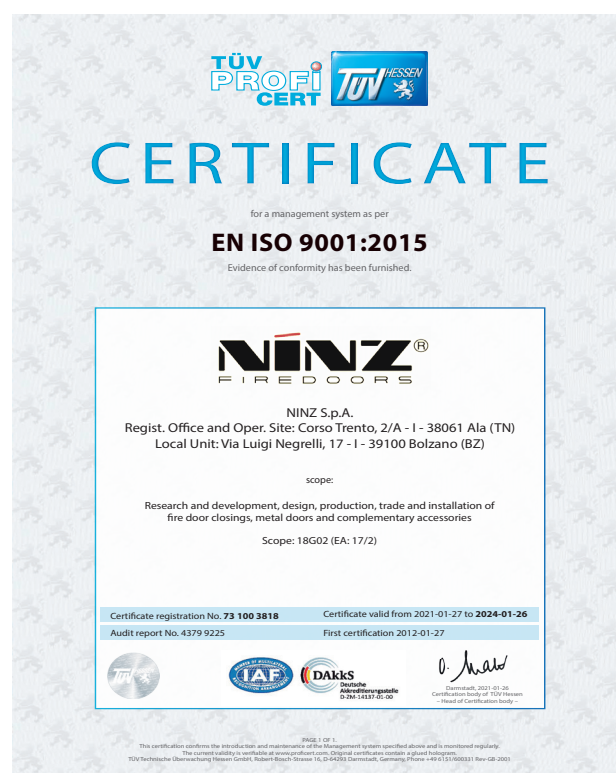 TÜV
PROFI
CERT
TÜV HESSEN
CERTIFICATE
for a management system as per
EN ISO 9001:2015
Evidence of conformity has been furnished.
NINZ®
FIREDOORS
NINZ S.p.A.
Regist. Office and Oper. Site: Corso Trento, 2/A - I - 38061 Ala (TN)
Local Unit: Via Luigi Negrelli, 17 - I - 39100 Bolzano (BZ)
scope:
Research and development, design, production, trade and installation of
fire door closings, metal doors and complementary accessories
Scope: 18G02 (EA: 17/2)
Certificate registration No. 73 100 3818
Certificate valid from 2021-01-27 to 2024-01-26
Audit report No. 4379 9225
First certification 2012-01-27
TÜV
MEMBER OF MULTILATERAL
IAF
RECOGNITION ARRANGEMENT
DAkkS
Deutsche
Akkreditierungsstelle
D-ZM-14137-01-00
Darmstadt, 2021-01-26
Certification body of TÜV Hessen
– Head of Certification body –
PAGE 1 OF 1.
This certification confirms the introduction and maintenance of the Management system specified above and is monitored regularly.
The current validity is verifiable at www.proficert.com. Original certificates contain a glued hologram.
TÜV Technische Überwachung Hessen GmbH, Robert-Bosch-Strasse 16, D-64293 Darmstadt, Germany, Phone +49 6151/600331 Rev-GB-2003